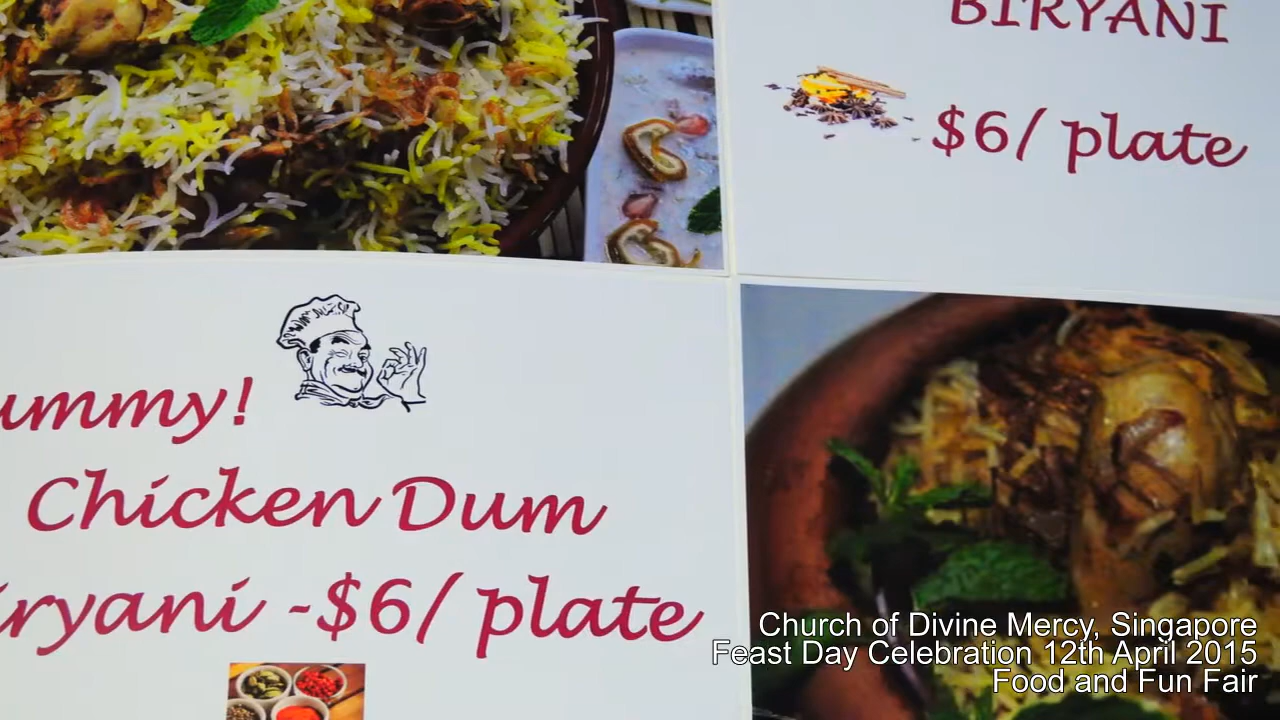 BIRYANI
$6/ plate
ummy!
Chicken Dum
iryani -$6/ plate
Church of Divine Mercy, Singapore
Feast Day Celebration 12th April 2015
Food and Fun Fair